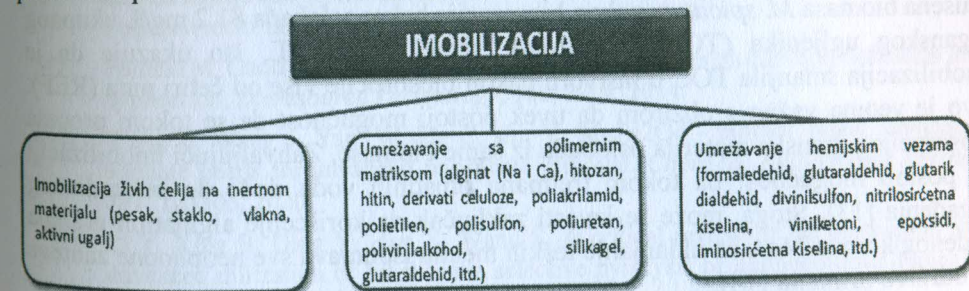 IMOBILIZACIJA
Imobilizacija živih ćelija na inertnom
materijalu (pesak, staklo, vlakna,
aktivni ugalj)
Umrežavanje sa polimernim
matriksom (alginat (Na i Ca), hitozan,
hitin, derivati celuloze, poliakrilamid,
polietilen, polisulfon, poliuretan,
polivinilalkohol, silikagel,
glutaraldehid, itd.)
Umrežavanje hemijskim vezama
(formaledehid, glutaraldehid, glutarik
dialdehid, divinilsulfon, nitrilosirćetna
kiselina, vinilketoni, epoksidi,
iminosirćetna kiselina, itd.)